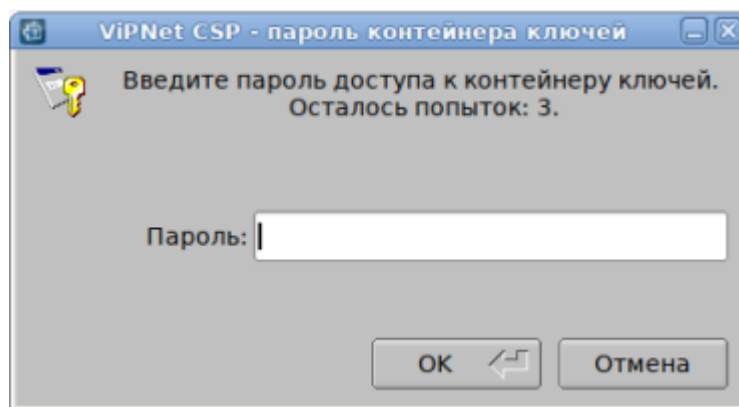 ViPNet CSP - пароль контейнера ключей
Введите пароль доступа к контейнеру ключей.
Осталось попыток: 3.
Пароль:
OK
Отмена